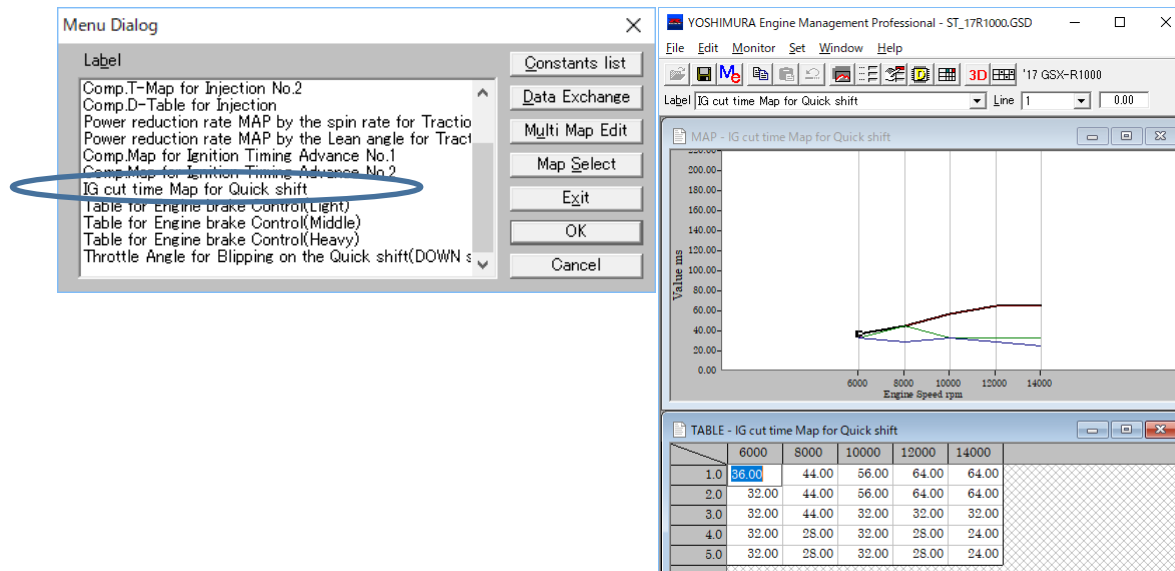 Menu Dialog
Label
Comp.T-Map for Injection No.2
Comp.D-Table for Injection
Power reduction rate MAP by the spin rate for Tractio
Power reduction rate MAP by the Lean angle for Tract
Comp.Map for Ignition Timing Advance No.1
Comp.Map for Ignition Timing Advance No.2
IG cut time Map for Quick shift
Table for Engine brake Control(Light)
Table for Engine brake Control(Middle)
Table for Engine brake Control(Heavy)
Throttle Angle for Blipping on the Quick shift(DOWN s
Constants list
Data Exchange
Multi Map Edit
Map Select
Exit
OK
Cancel
YOSHIMURA Engine Management Professional - ST_17R1000.GSD
File Edit Monitor Set Window Help
Me 3D '17 GSX-R1000
Label IG cut time Map for Quick shift Line 1 0.00
MAP - IG cut time Map for Quick shift
220.00
200.00
180.00
160.00
140.00
120.00
100.00
80.00
60.00
40.00
20.00
0.00
Value ms
6000 8000 10000 12000 14000
Engine Speed rpm
TABLE - IG cut time Map for Quick shift
6000 8000 10000 12000 14000
1.0 36.00 44.00 56.00 64.00 64.00
2.0 32.00 44.00 56.00 64.00 64.00
3.0 32.00 44.00 32.00 32.00 32.00
4.0 32.00 28.00 32.00 28.00 24.00
5.0 32.00 28.00 32.00 28.00 24.00